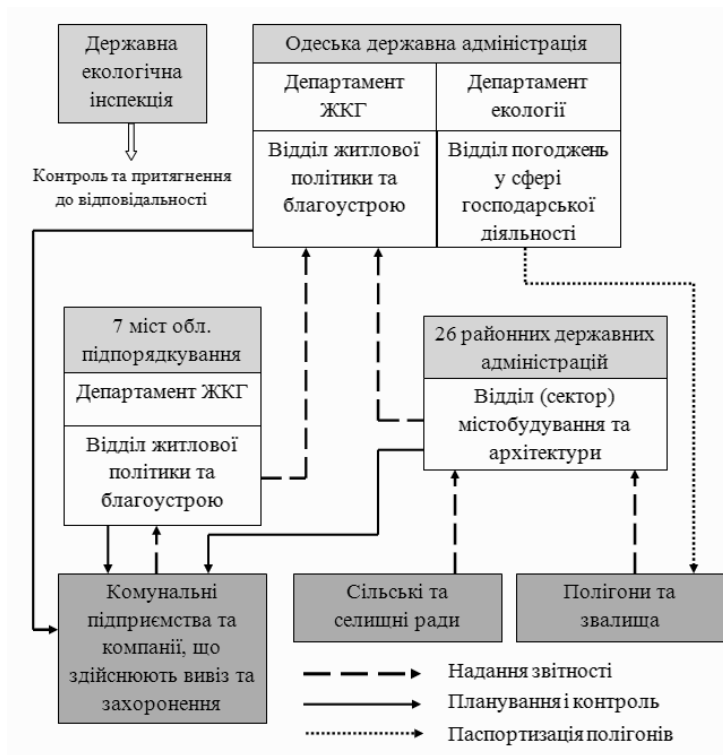 Державна
екологічна
інспекція
Контроль та притягнення
до відповідальності
Одеська державна адміністрація
Департамент
ЖКГ
Департамент
екології
Відділ житлової
політики та
благоустрою
Відділ погоджень
у сфері
господарської
діяльності
7 міст обл.
підпорядкування
Департамент ЖКГ
Відділ житлової
політики та
благоустрою
26 районних державних
адміністрацій
Відділ (сектор)
містобудування та
архітектури
Комунальні
підприємства та
компанії, що
здійснюють вивіз та
захоронення
Сільські та
селищні ради
Полігони та
звалища
Надання звітності
Планування і контроль
Паспортизація полігонів